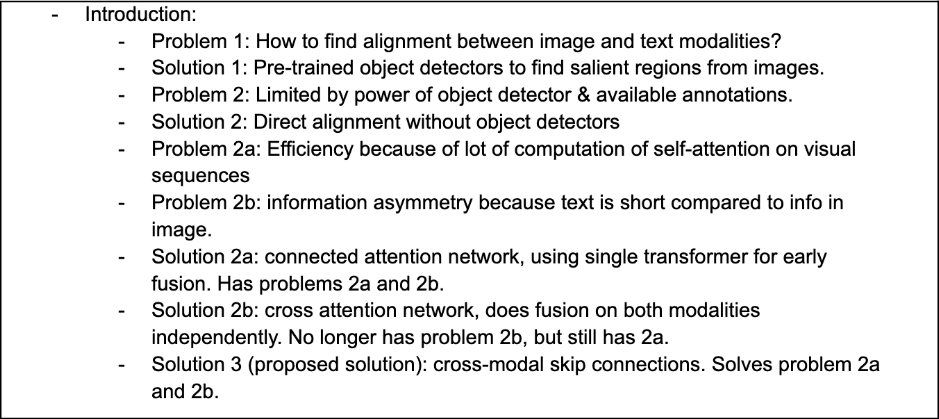 - Introduction:
- Problem 1: How to find alignment between image and text modalities?
- Solution 1: Pre-trained object detectors to find salient regions from images.
- Problem 2: Limited by power of object detector & available annotations.
- Solution 2: Direct alignment without object detectors
- Problem 2a: Efficiency because of lot of computation of self-attention on visual
sequences
- Problem 2b: information asymmetry because text is short compared to info in
image.
- Solution 2a: connected attention network, using single transformer for early
fusion. Has problems 2a and 2b.
- Solution 2b: cross attention network, does fusion on both modalities
independently. No longer has problem 2b, but still has 2a.
- Solution 3 (proposed solution): cross-modal skip connections. Solves problem 2a
and 2b.